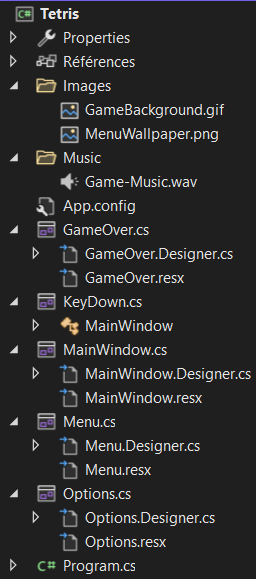 C# Tetris
Properties
Références
Images
GameBackground.gif
MenuWallpaper.png
Music
Game-Music.wav
App.config
GameOver.cs
GameOver.Designer.cs
GameOver.resx
KeyDown.cs
MainWindow
MainWindow.cs
MainWindow.Designer.cs
MainWindow.resx
Menu.cs
Menu.Designer.cs
Menu.resx
Options.cs
Options.Designer.cs
Options.resx
C# Program.cs